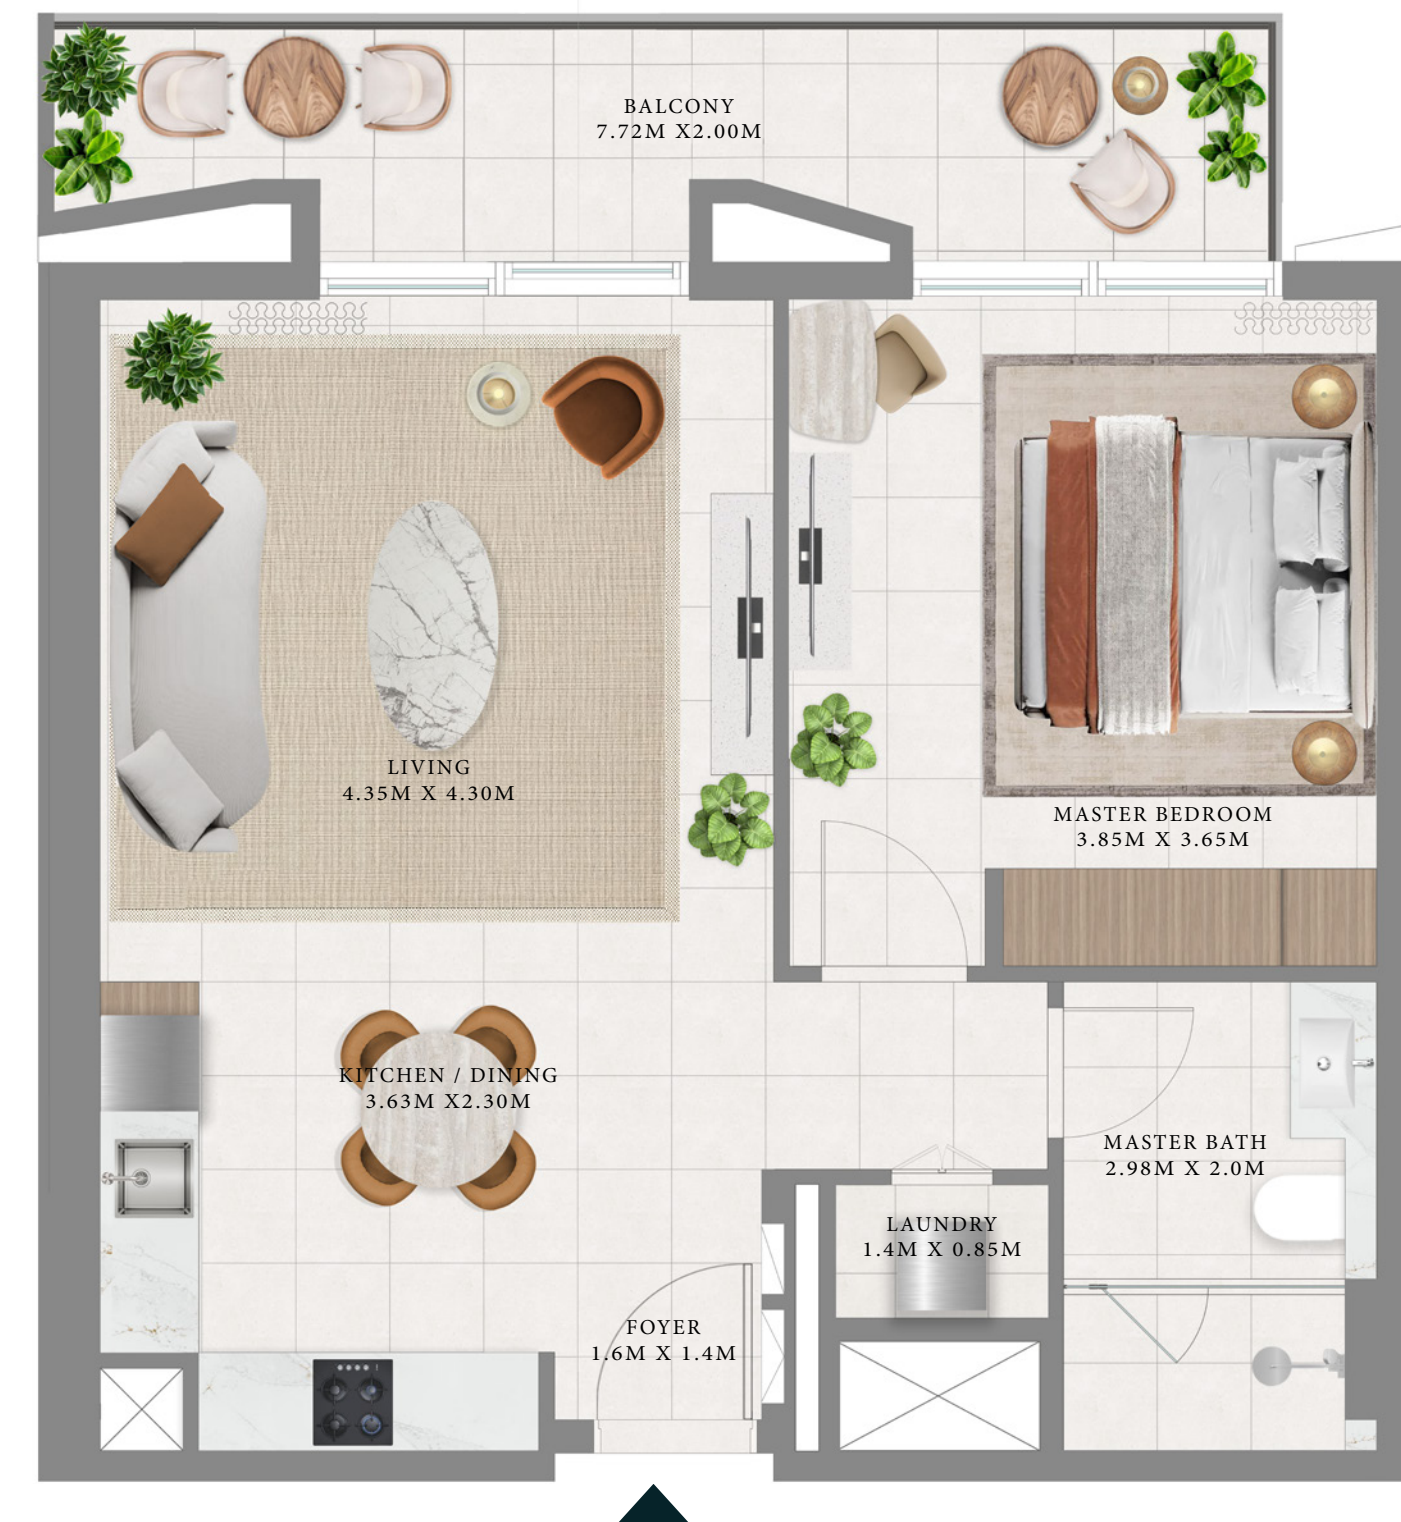 BALCONY
7.72M X2.00M
LIVING
4.35M X 4.30M
MASTER BEDROOM
3.85M X 3.65M
KITCHEN / DINING
3.63M X2.30M
MASTER BATH
2.98M X 2.0M
LAUNDRY
1.4M X 0.85M
FOYER
1.6M X 1.4M